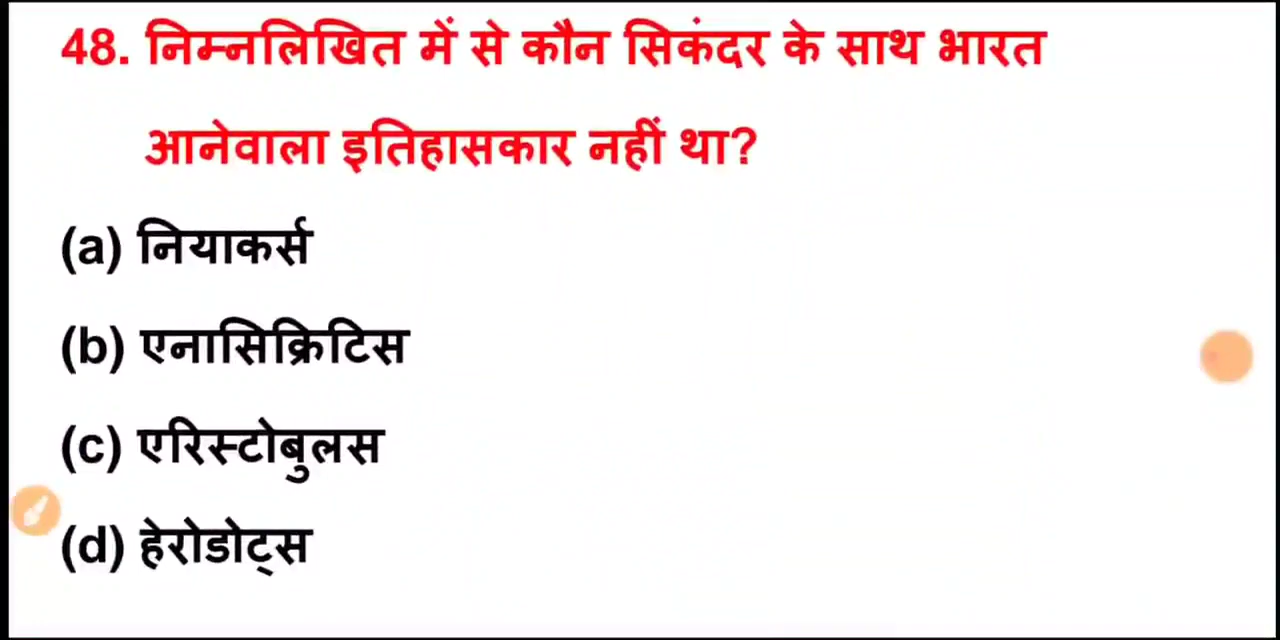 48. निम्नलिखित में से कौन सिकंदर के साथ भारत
आनेवाला इतिहासकार नहीं था?
(a) नियाकर्स
(b) एनासिक्रिटिस
(c) एरिस्टोबुलस
(d) हेरोडोट्स